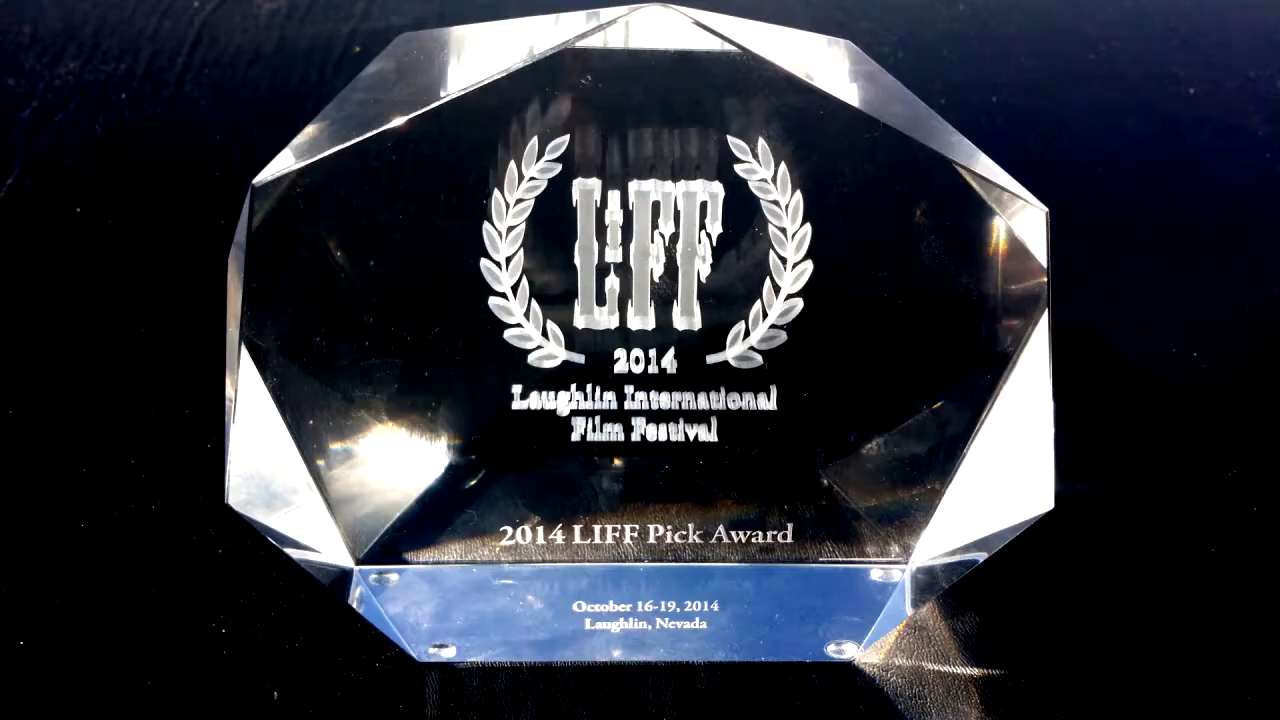 LIFF
2014
Laughlin International
Film Festival
2014 LIFF Pick Award
October 16-19, 2014
Laughlin, Nevada